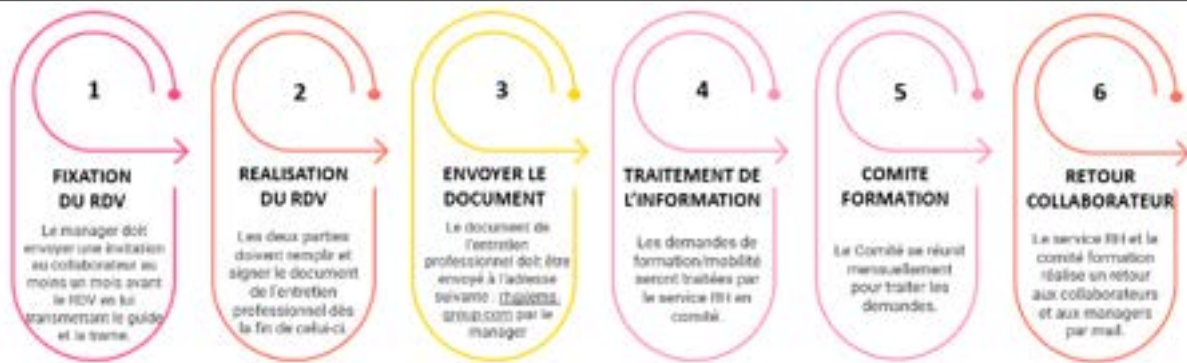 1
FIXATION
DU RDV
Le manager doit
envoyer une invitation
au collaborateur au
moins un mois avant
le RDV en lui
transmettant le guide
et la trame.
2
REALISATION
DU RDV
Les deux parties
doivent remplir et
signer le document
de l'entretien
professionnel dès
la fin de celui-ci.
3
ENVOYER LE
DOCUMENT
Le document de
l'entretien
professionnel doit être
envoyé à l'adresse
suivante :
group.com par le
manager
4
TRAITEMENT DE
L'INFORMATION
Les demandes de
formation/mobilité
seront traitées par
le service RH en
comité.
5
COMITE
FORMATION
Le Comité se réunit
mensuellement
pour traiter les
demandes.
6
RETOUR
COLLABORATEUR
Le service RH et le
comité formation
réalise un retour
aux collaborateurs
et aux managers
par mail.